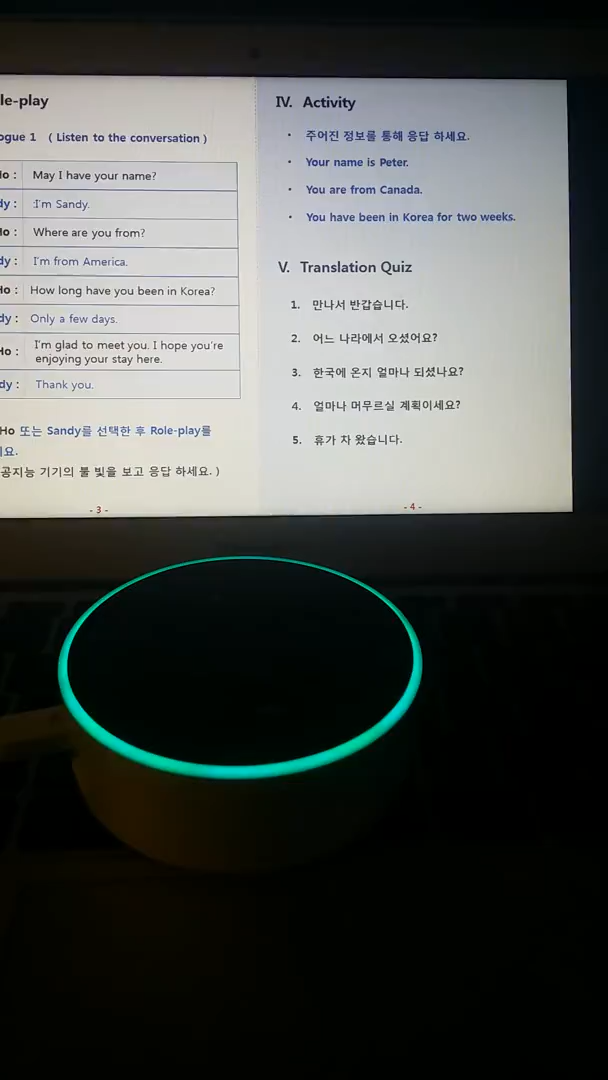 le-play
ogue 1 ( Listen to the conversation )
Ho : May I have your name?
dy : I'm Sandy.
Ho : Where are you from?
dy : I'm from America.
Ho : How long have you been in Korea?
dy : Only a few days.
Ho : I'm glad to meet you. I hope you're
enjoying your stay here.
dy : Thank you.
Ho 또는 Sandy를 선택한 후 Role-play를
요.
공지능 기기의 불 빛을 보고 응답 하세요. )
- 3 -
IV. Activity
• 주어진 정보를 통해 응답 하세요.
• Your name is Peter.
• You are from Canada.
• You have been in Korea for two weeks.
V. Translation Quiz
1. 만나서 반갑습니다.
2. 어느 나라에서 오셨어요?
3. 한국에 온지 얼마나 되셨나요?
4. 얼마나 머무르실 계획이세요?
5. 휴가 차 왔습니다.
- 4 -